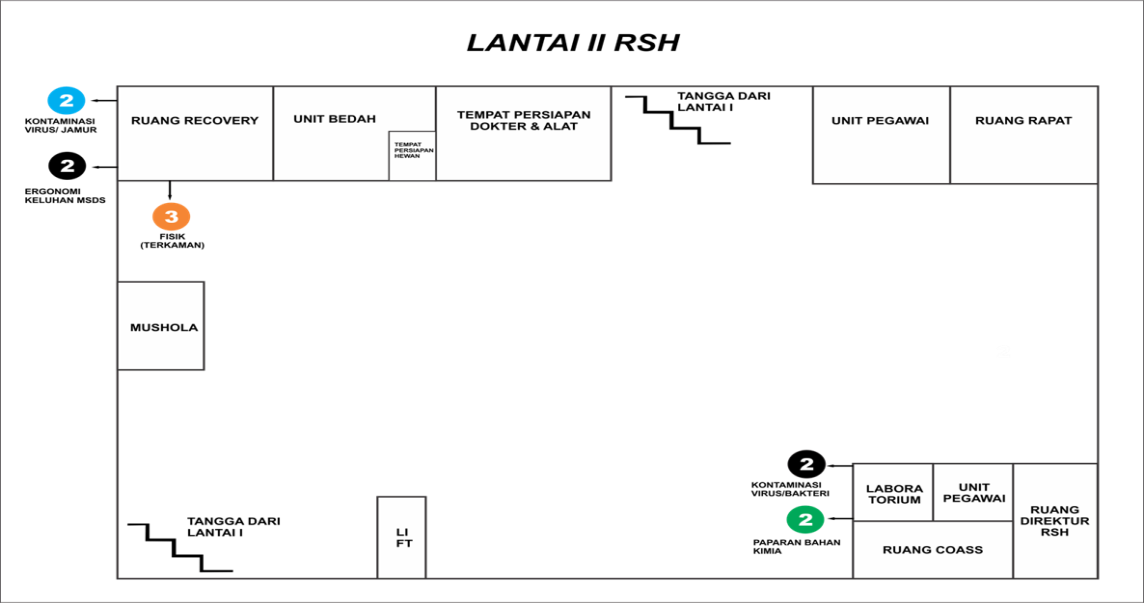 LANTAI II RSH
2
KONTAMINASI
VIRUS/ JAMUR
2
ERGONOMI
KELUHAN MSDS
RUANG RECOVERY
3
FISIK
(TERKAMAN)
UNIT BEDAH
TEMPAT
PERSIAPAN
HEWAN
TEMPAT PERSIAPAN
DOKTER & ALAT
TANGGA DARI
LANTAI I
UNIT PEGAWAI
RUANG RAPAT
MUSHOLA
TANGGA DARI
LANTAI I
LI
FT
2
KONTAMINASI
VIRUS/BAKTERI
2
PAPARAN BAHAN
KIMIA
LABORA
TORIUM
UNIT
PEGAWAI
RUANG
DIREKTUR
RSH
RUANG COASS